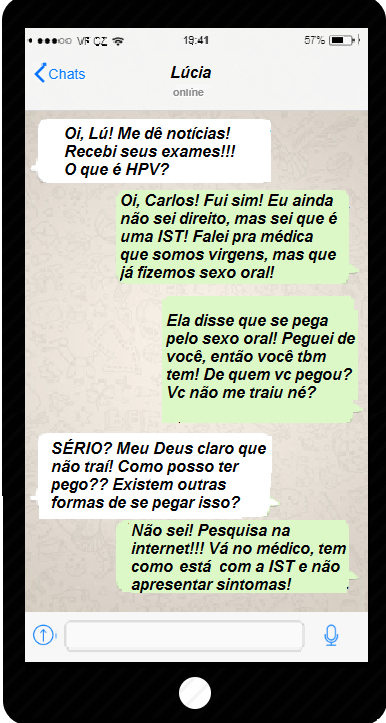 VF CZ 19:41 57%
Chats Lúcia
online
Oi, Lú! Me dê notícias!
Recebi seus exames!!!
O que é HPV?
Oi, Carlos! Fui sim! Eu ainda
não sei direito, mas sei que é
uma IST! Falei pra médica
que somos virgens, mas que
já fizemos sexo oral!
Ela disse que se pega
pelo sexo oral! Peguei de
você, então você tbm
tem! De quem vc pegou?
Vc não me traiu né?
SÉRIO? Meu Deus claro que
não traí! Como posso ter
pego?? Existem outras
formas de se pegar isso?
Não sei! Pesquisa na
internet!!! Vá no médico, tem
como está com a IST e não
apresentar sintomas!